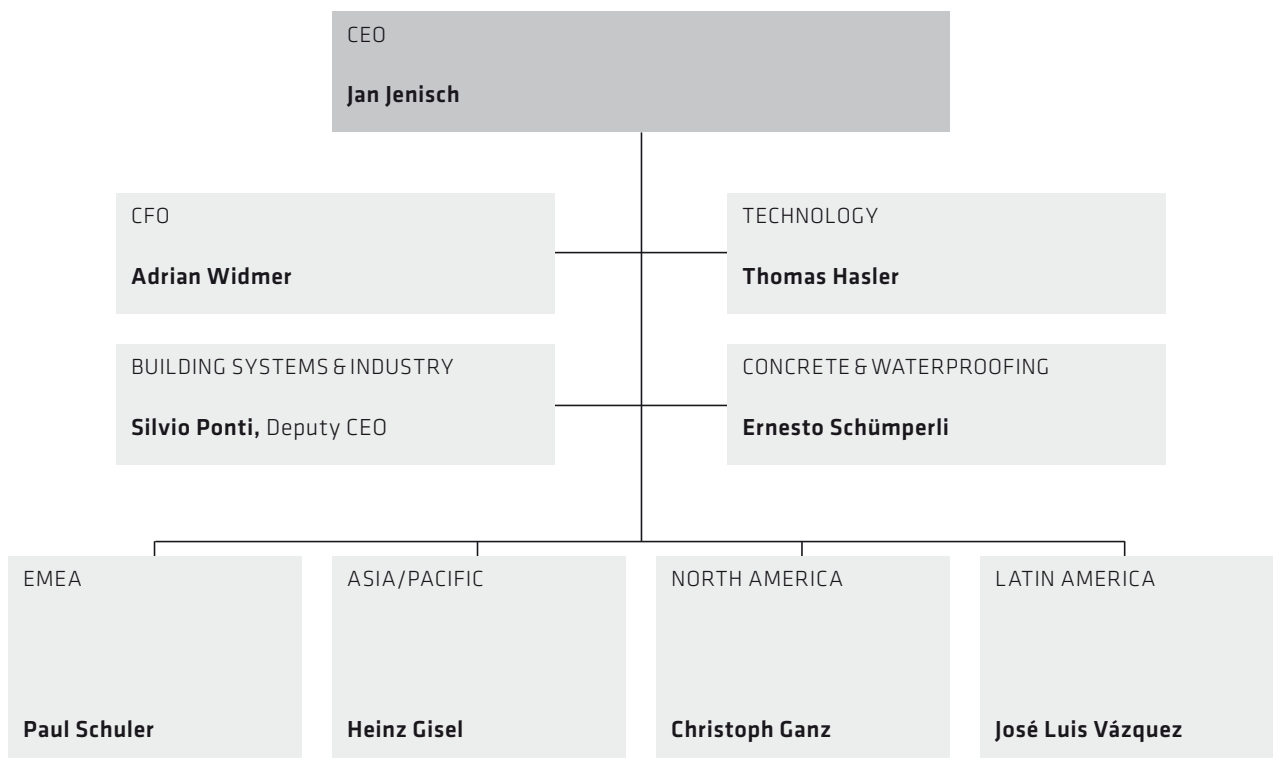 CEO
Jan Jenisch
CFO
Adrian Widmer
TECHNOLOGY
Thomas Hasler
BUILDING SYSTEMS & INDUSTRY
Silvio Ponti, Deputy CEO
CONCRETE & WATERPROOFING
Ernesto Schümperli
EMEA
Paul Schuler
ASIA/PACIFIC
Heinz Gisel
NORTH AMERICA
Christoph Ganz
LATIN AMERICA
José Luis Vázquez